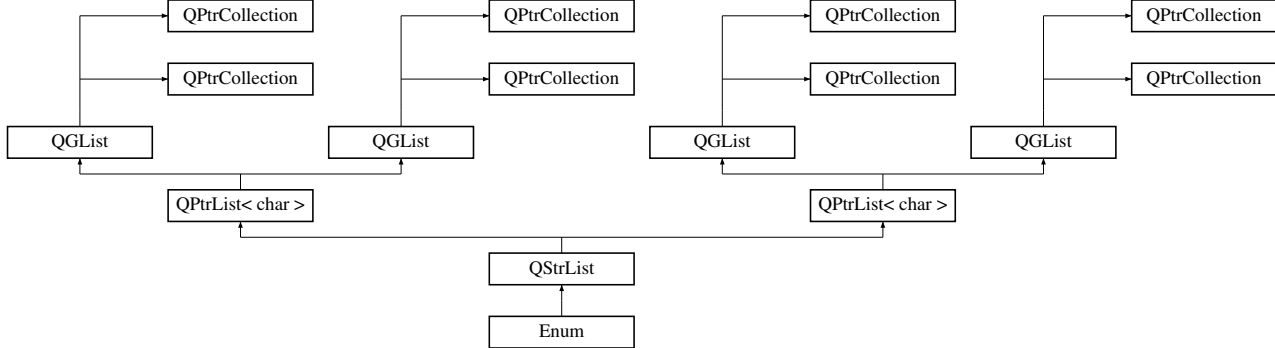 QPtrCollection
QPtrCollection
QPtrCollection
QPtrCollection
QPtrCollection
QPtrCollection
QPtrCollection
QPtrCollection
QGList
QGList
QGList
QGList
QPtrList< char >
QPtrList< char >
QStrList
Enum